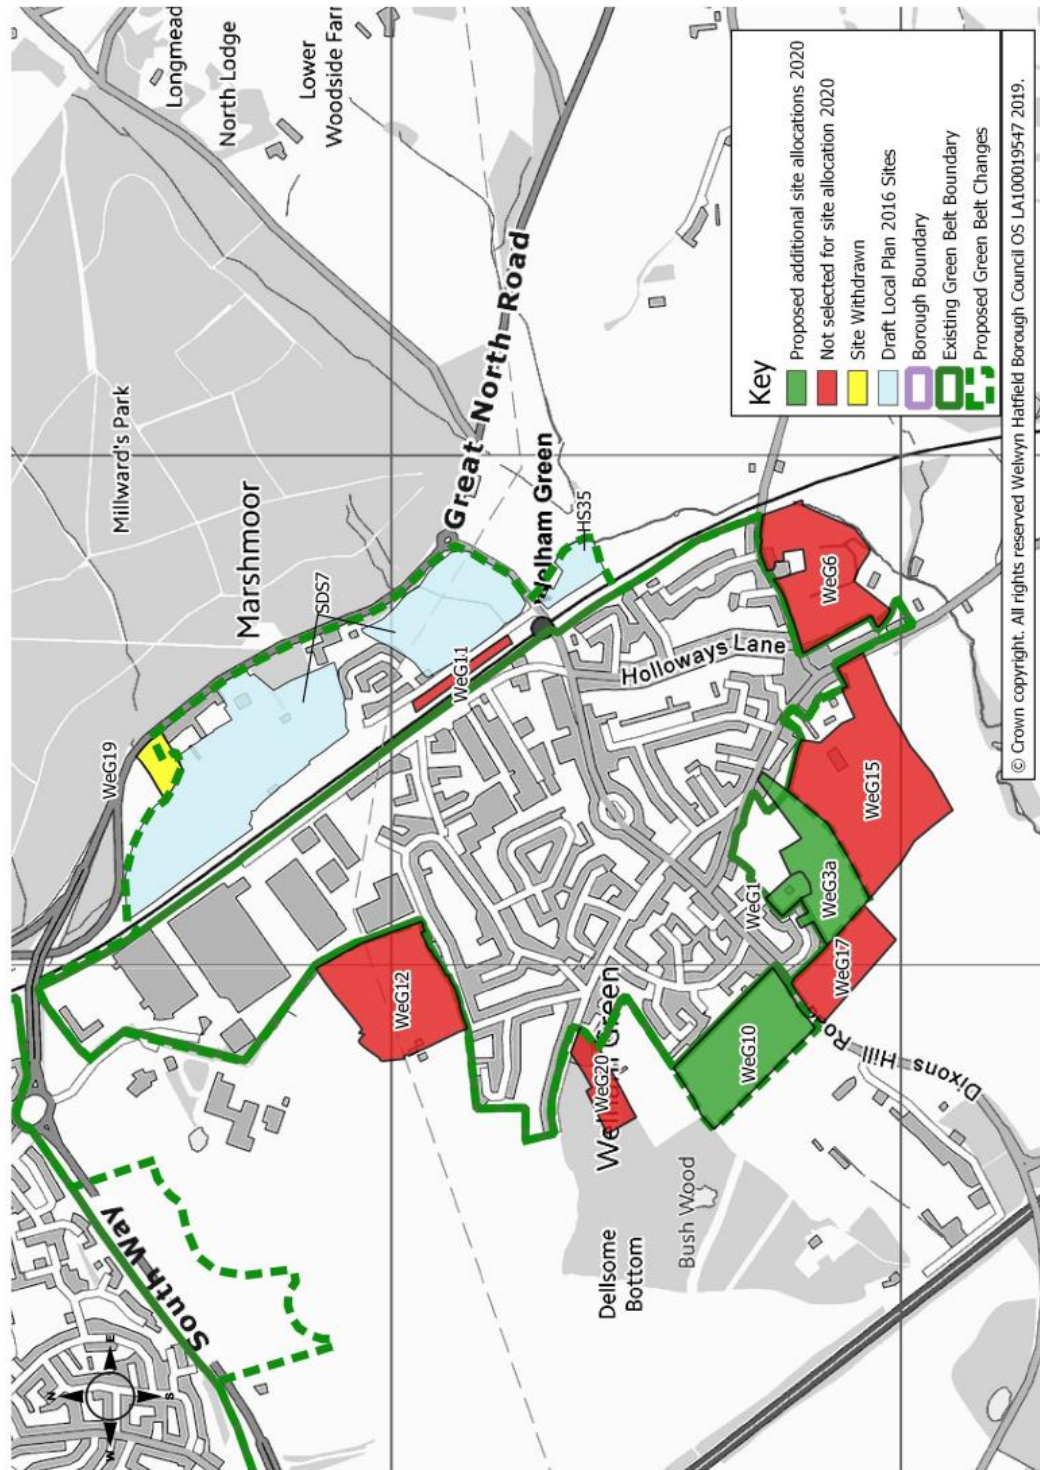 N
W
E
S
South Way
WeG19
Millward's Park
Longmead
North Lodge
Lower
Woodside Farm
Marshmoor
SDS7
WeG12
WeG11
Great North Road
elham Green
HS35
Dellsome
Bottom
Bush Wood
WeG20
Holloways Lane
WeG10
WeG1
WeG3a
WeG17
WeG15
WeG6
Dixons Hill Ro
Key
Proposed additional site allocations 2020
Not selected for site allocation 2020
Site Withdrawn
Draft Local Plan 2016 Sites
Borough Boundary
Existing Green Belt Boundary
Proposed Green Belt Changes
© Crown copyright. All rights reserved Welwyn Hatfield Borough Council OS LA100019547 2019.